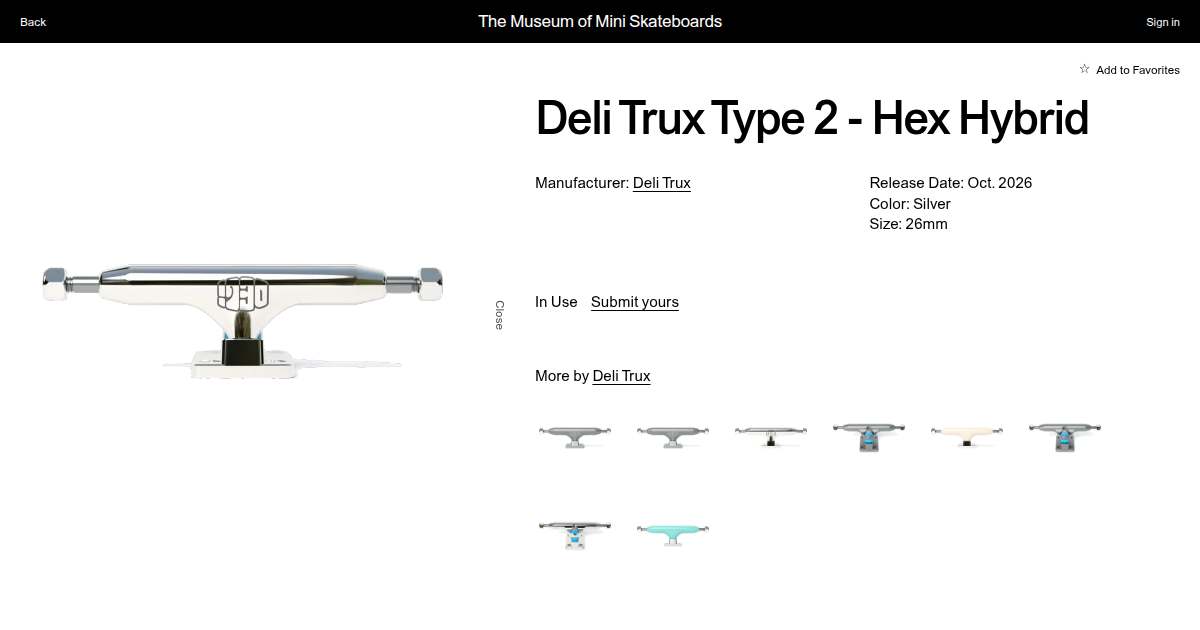 Back
The Museum of Mini Skateboards
Sign in
☆ Add to Favorites
Deli Trux Type 2 - Hex Hybrid
Manufacturer: Deli Trux
Release Date: Oct. 2026
Color: Silver
Size: 26mm
In Use Submit yours
Close
More by Deli Trux